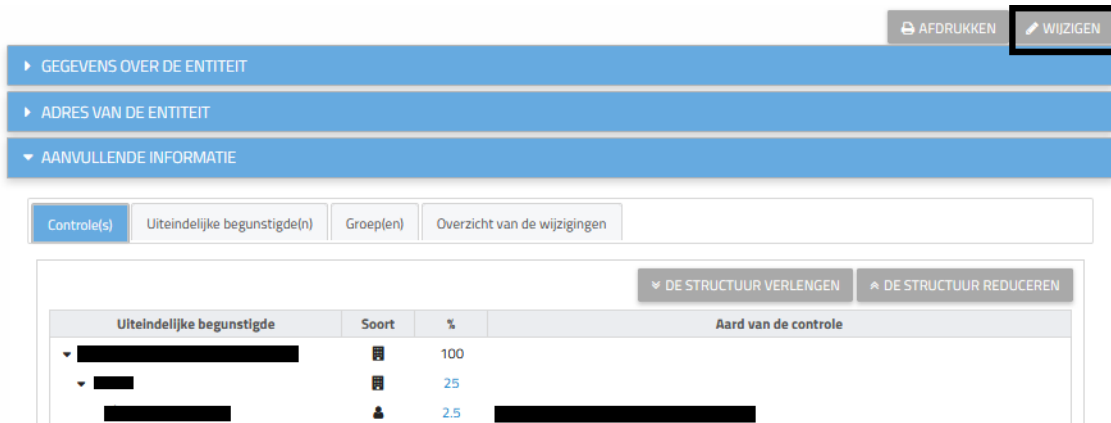 AFDRUKKEN WIJZIGEN
GEGEVENS OVER DE ENTITEIT
ADRES VAN DE ENTITEIT
AANVULLENDE INFORMATIE
Controle(s) Uiteindelijke begunstigde(n) Groep(en) Overzicht van de wijzigingen
DE STRUCTUUR VERLENGEN DE STRUCTUUR REDUCEREN
Uiteindelijke begunstigde Soort % Aard van de controle
100
25
2.5